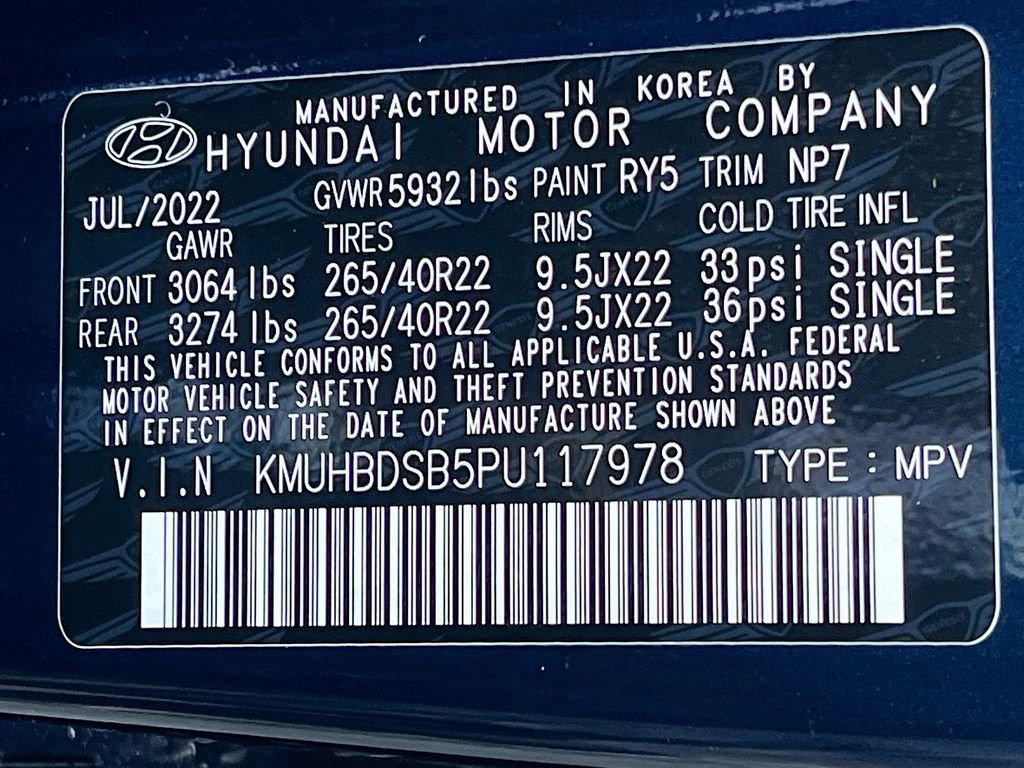 MANUFACTURED IN KOREA BY
HYUNDAI MOTOR COMPANY
JUL/2022 GVWR 5932 lbs PAINT RY5 TRIM NP7
GAWR TIRES RIMS COLD TIRE INFL
FRONT 3064 lbs 265/40R22 9.5JX22 33psi SINGLE
REAR 3274 lbs 265/40R22 9.5JX22 36psi SINGLE
THIS VEHICLE CONFORMS TO ALL APPLICABLE U.S.A. FEDERAL
MOTOR VEHICLE SAFETY AND THEFT PREVENTION STANDARDS
IN EFFECT ON THE DATE OF MANUFACTURE SHOWN ABOVE
V.I.N KMUHBDSB5PU117978 TYPE : MPV